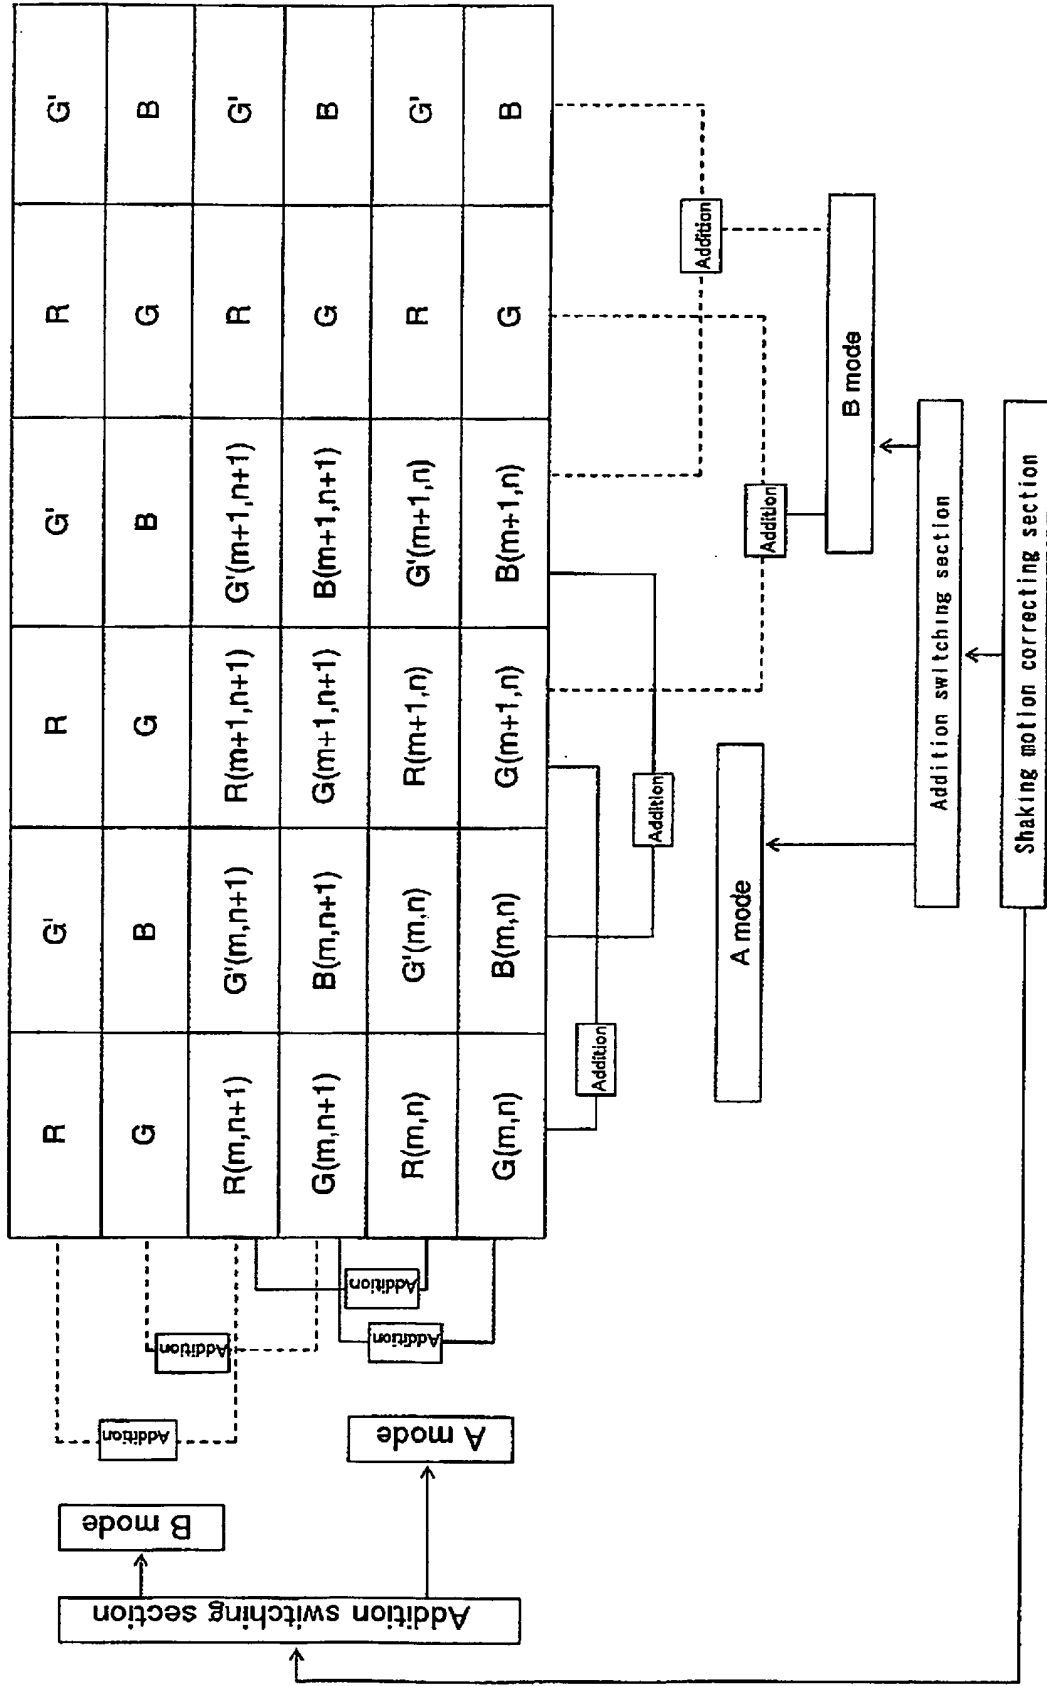 R G' R G' R G'
G B G B G B
R(m,n+1) G'(m,n+1) R(m+1,n+1) G'(m+1,n+1) R G'
G(m,n+1) B(m,n+1) G(m+1,n+1) B(m+1,n+1) G B
R(m,n) G'(m,n) R(m+1,n) G'(m+1,n) R G'
G(m,n) B(m,n) G(m+1,n) B(m+1,n) G B
Addition switching section
B mode
A mode
Addition
Addition
Addition
Addition
Addition
Addition
Addition
Addition
A mode
B mode
Addition switching section
Shaking motion correcting section